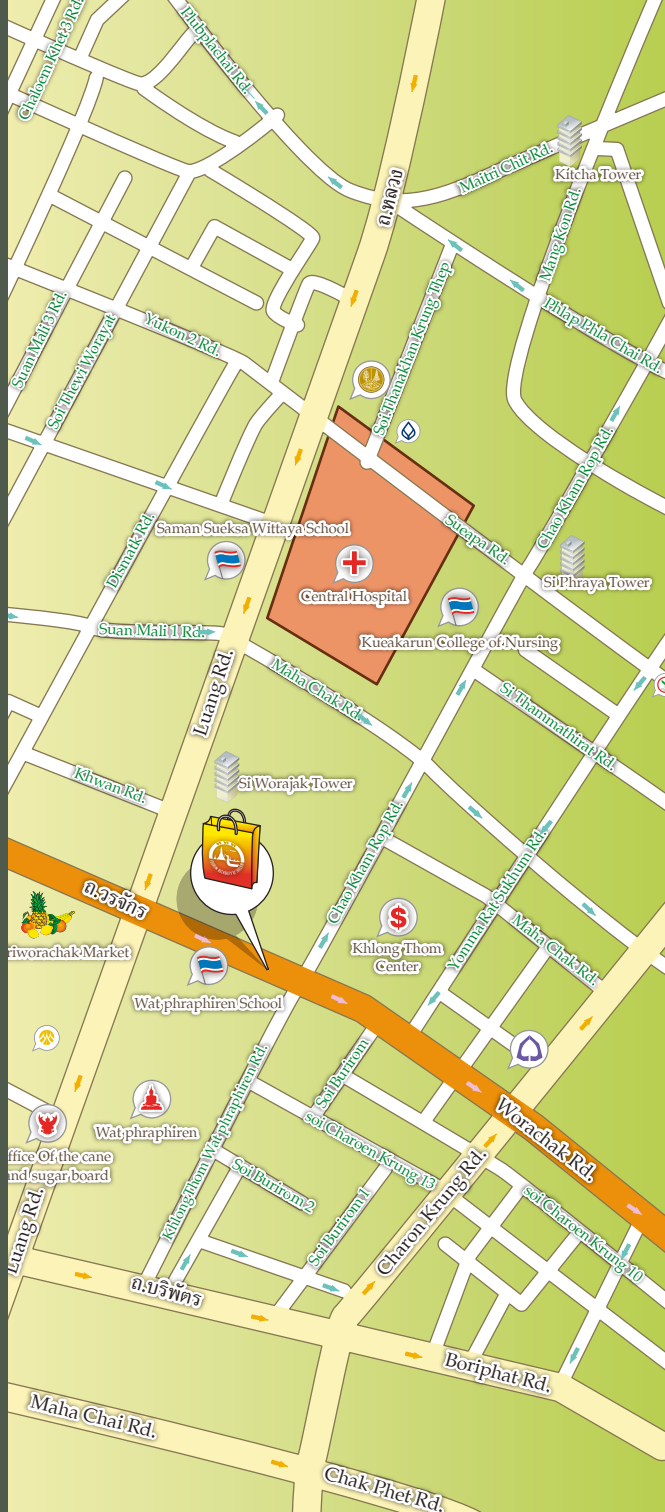 Chaloem Khet 3 Rd.
Plubplachai Rd.
ถ.หลวง
Maitri Chit Rd.
Kitcha Tower
Mang Kon Rd.
Phlap Phla Chai Rd.
Suan Mali 3 Rd.
Soi Thewi Worayat
Yukon 2 Rd.
Soi Thanakhan Krung Thep
Chao Kham Rop Rd.
Dismatk Rd.
Saman Sueksa Wittaya School
Central Hospital
Sueapa Rd.
Si Phraya Tower
Kueakarun College of Nursing
Suan Mali 1 Rd.
Luang Rd.
Maha Chak Rd.
Si Thammathirat Rd.
Khwan Rd.
Si Worajak Tower
Chao Kham Rop Rd.
Yomma Rat Sukhum Rd.
ถ.วรจักร
riworachak Market
$
Khlong Thom
Center
Maha Chak Rd.
Wat phraphiren School
Wat phraphiren
ffice Of the cane
and sugar board
Khlong Thom Wat phraphiren Rd.
Soi Burirom
soi Charoen Krung 13
Worachak Rd.
Soi Burirom 2
Soi Burirom 1
Charon Krung Rd.
soi Charoen Krung 10
Luang Rd.
ถ.บริพัตร
Boriphat Rd.
Maha Chai Rd.
Chak Phet Rd.